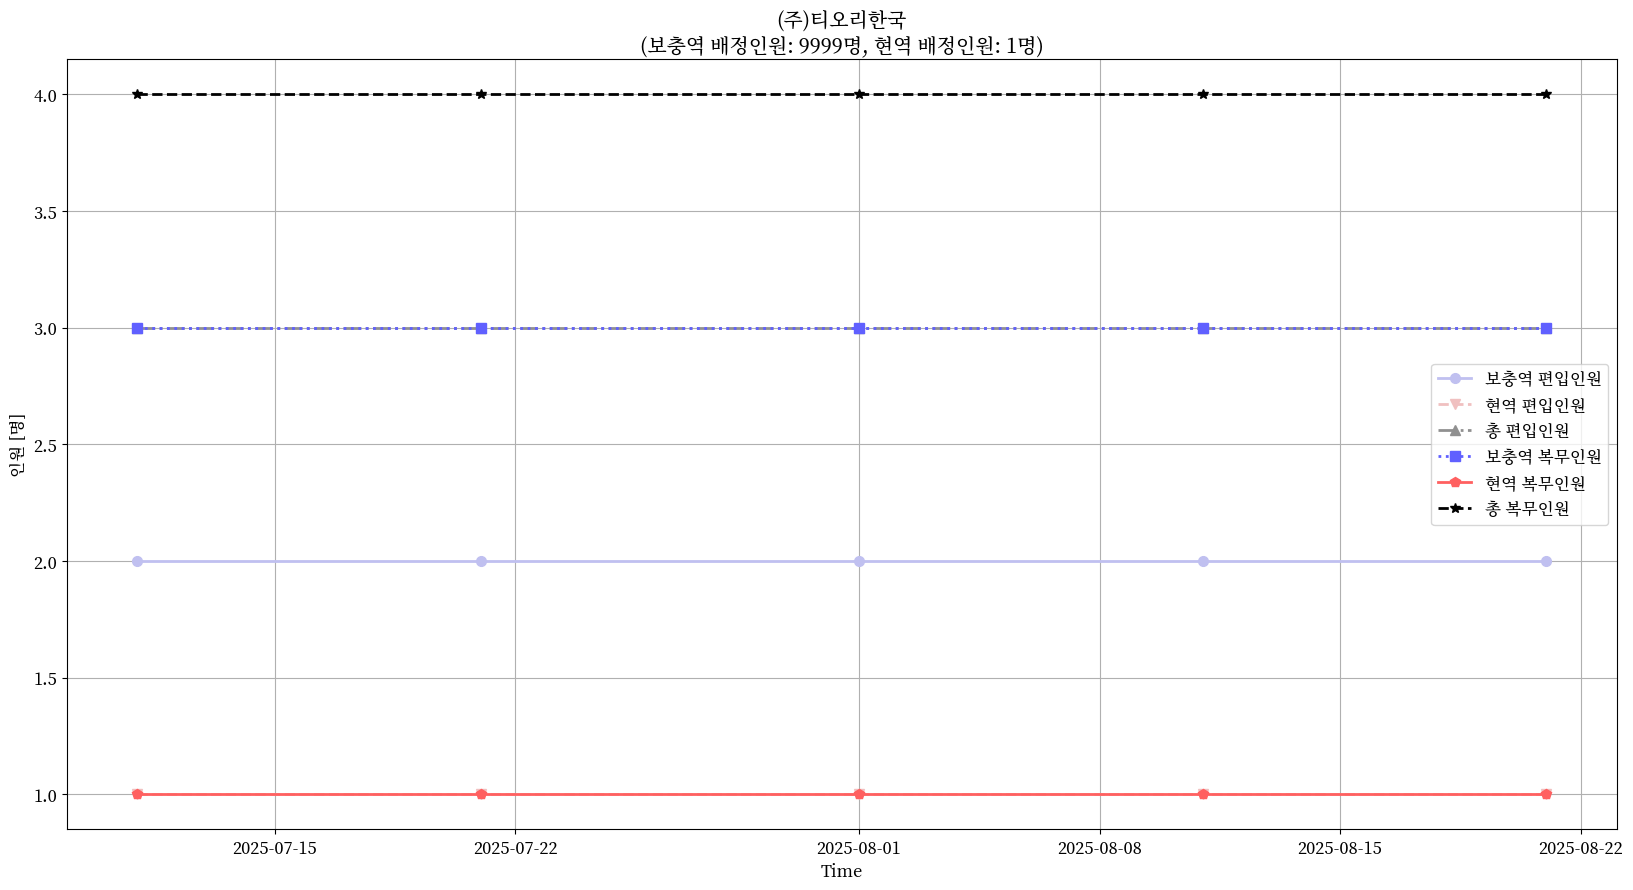 (주)티오리한국
(보충역 배정인원: 9999명, 현역 배정인원: 1명)
4.0
3.5
3.0
2.5
2.0
1.5
1.0
인원 [명]
보충역 편입인원
현역 편입인원
총 편입인원
보충역 복무인원
현역 복무인원
총 복무인원
2025-07-15
2025-07-22
2025-08-01
2025-08-08
2025-08-15
2025-08-22
Time